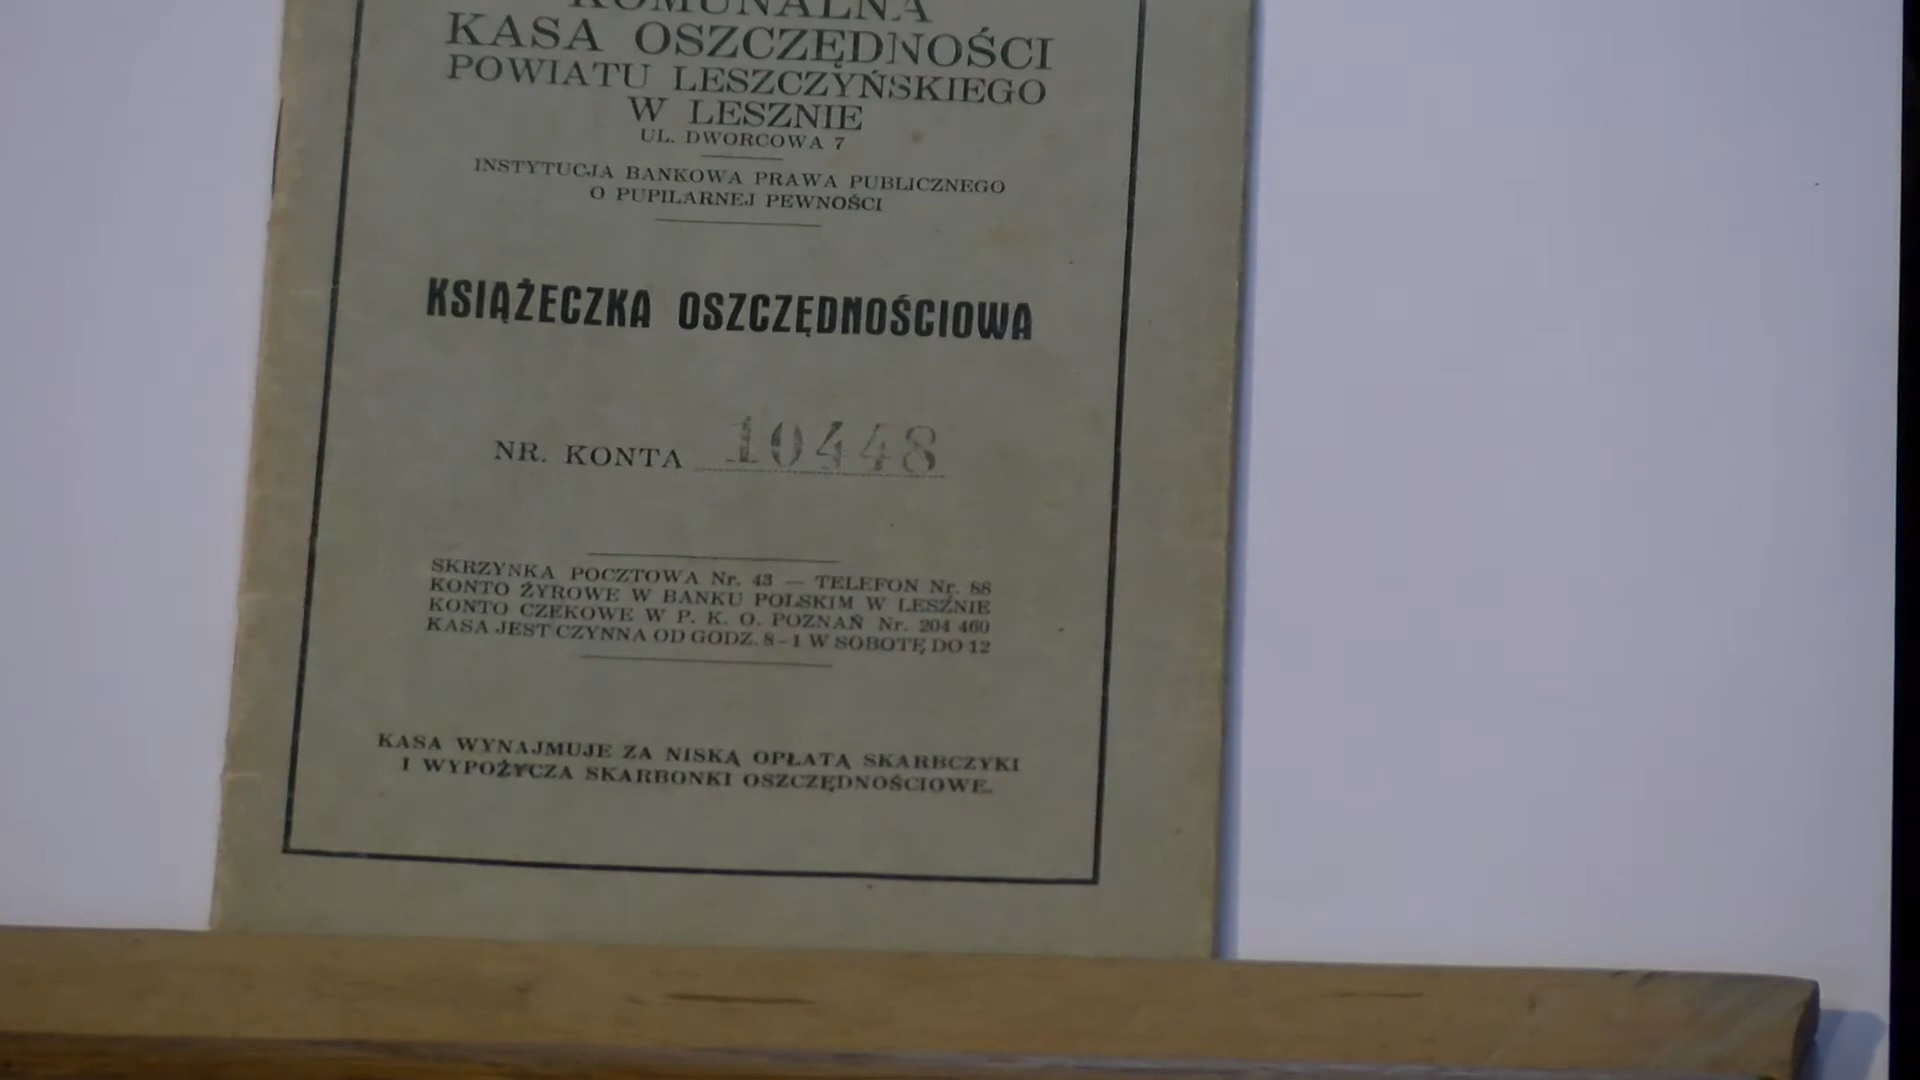 KOMUNALNA
KASA OSZCZĘDNOŚCI
POWIATU LESZCZYŃSKIEGO
W LESZNIE
UL. DWORCOWA 7
INSTYTUCJA BANKOWA PRAWA PUBLICZNEGO
O PUPILARNEJ PEWNOŚCI
KSIĄŻECZKA OSZCZĘDNOŚCIOWA
NR. KONTA 10448
SKRZYNKA POCZTOWA Nr. 43 — TELEFON Nr. 88
KONTO ŻYROWE W BANKU POLSKIM W LESZNIE
KONTO CZEKOWE W P. K. O. POZNAŃ Nr. 204 460
KASA JEST CZYNNA OD GODZ. 8 - 1 W SOBOTĘ DO 12
KASA WYNAJMUJE ZA NISKĄ OPŁATĄ SKARBCZYKI
I WYPOŻYCZA SKARBONKI OSZCZĘDNOŚCIOWE.